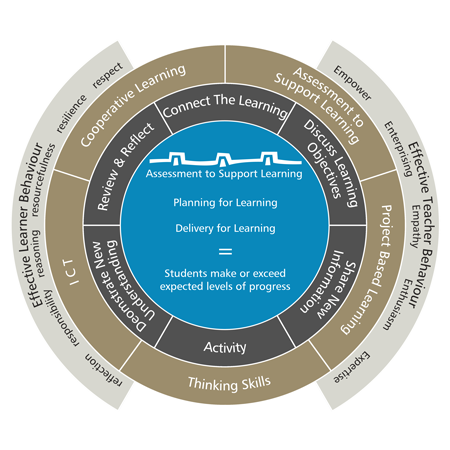 Effective Learner Behaviour
respect
resilience
resourcefulness
reasoning
responsibility
reflection
Effective Teacher Behaviour
Empower
Enterprising
Empathy
Enthusiasm
Expertise
Cooperative Learning
Assessment to
Support Learning
Project Based Learning
Thinking Skills
ICT
Connect The Learning
Discuss Learning
Objectives
Share New
Information
Activity
Deomnstrate New
Understanding
Review & Reflect
Assessment to Support Learning
Planning for Learning
Delivery for Learning
=
Students make or exceed
expected levels of progress